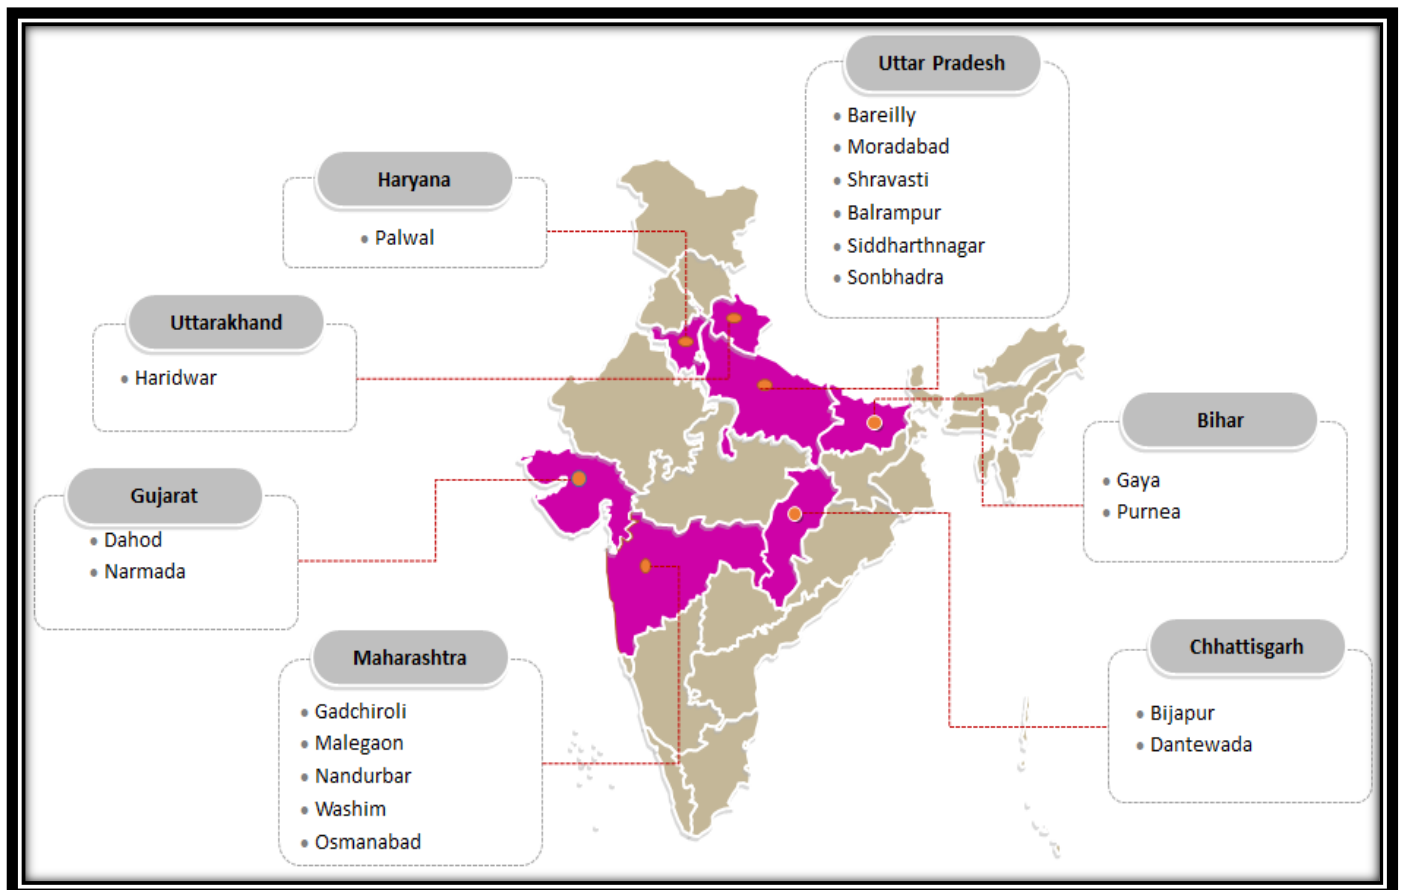 Uttar Pradesh
Bareilly
Moradabad
Shravasti
Balrampur
Siddharthnagar
Sonbhadra
Haryana
Palwal
Uttarakhand
Haridwar
Bihar
Gaya
Purnea
Gujarat
Dahod
Narmada
Maharashtra
Gadchiroli
Malegaon
Nandurbar
Washim
Osmanabad
Chhattisgarh
Bijapur
Dantewada